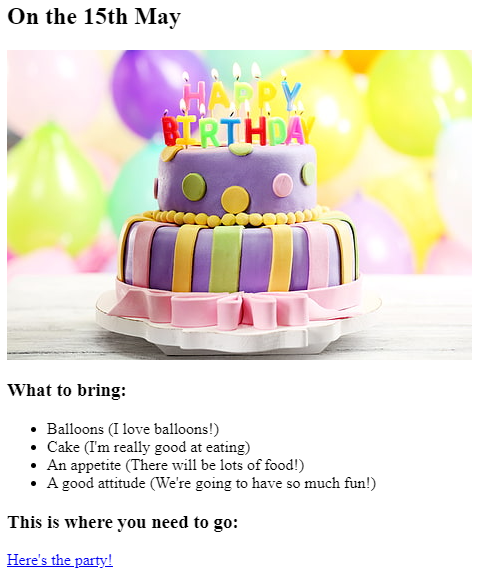 On the 15th May
HAPPY
BIRTHDAY
What to bring:
Balloons (I love balloons!)
Cake (I'm really good at eating)
An appetite (There will be lots of food!)
A good attitude (We're going to have so much fun!)
This is where you need to go:
Here's the party!